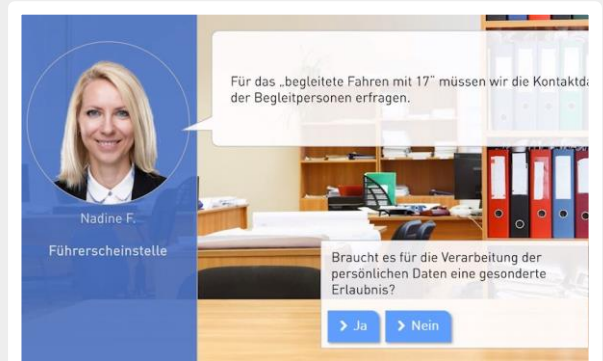 Für das „begleitete Fahren mit 17" müssen wir die
der Begleitpersonen erfragen.
Nadine F.
Führerscheinstelle
Braucht es für die Verarbeitung der
persönlichen Daten eine gesonderte
Erlaubnis?
Ja
Nein